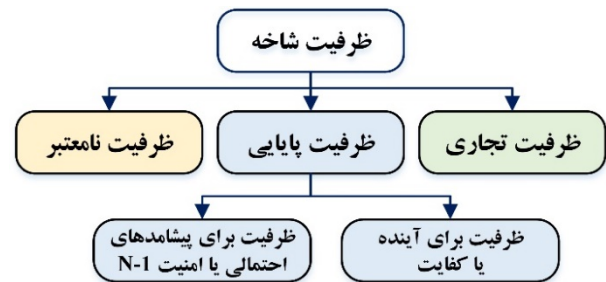 ظرفیت شاخه
ظرفیت تجاری
ظرفیت پایایی
ظرفیت نامعتبر
ظرفیت برای آینده
یا کفایت
ظرفیت برای پیشامدهای
احتمالی یا امنیت N-1